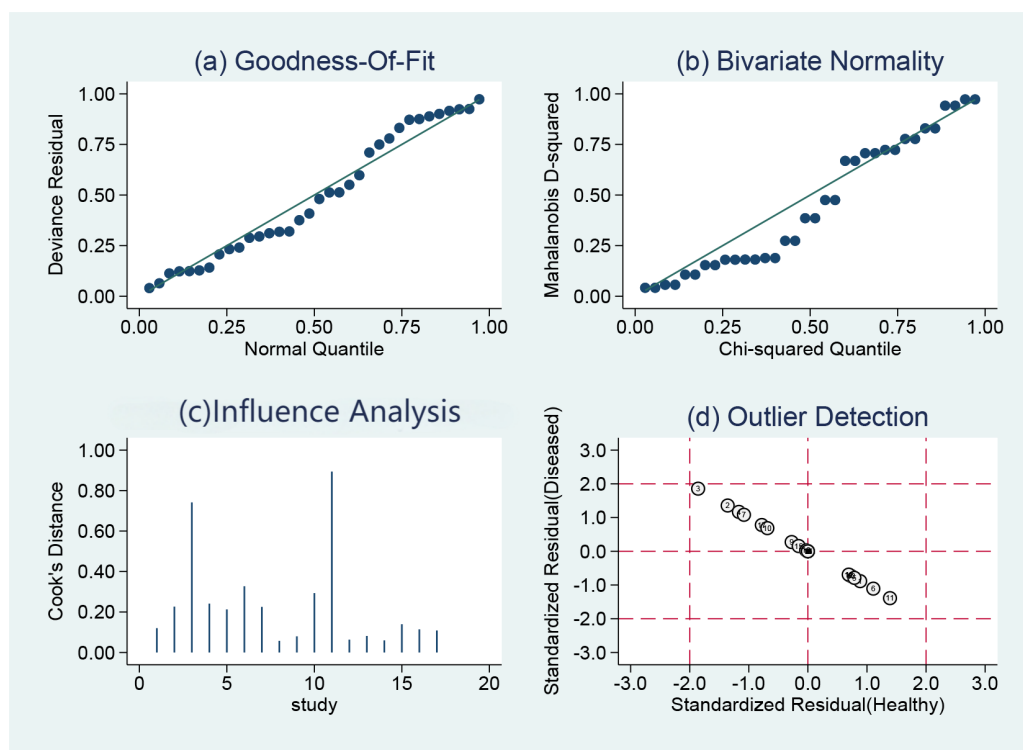 (a) Goodness-Of-Fit
Deviance Residual
1.00
0.75
0.50
0.25
0.00
0.00 0.25 0.50 0.75 1.00
Normal Quantile
(b) Bivariate Normality
Mahalanobis D-squared
1.00
0.75
0.50
0.25
0.00
0.00 0.25 0.50 0.75 1.00
Chi-squared Quantile
(c)Influence Analysis
Cook's Distance
1.00
0.80
0.60
0.40
0.20
0.00
0 5 10 15 20
study
(d) Outlier Detection
Standardized Residual(Diseased)
3.0
2.0
1.0
0.0
-1.0
-2.0
-3.0
3
2
7
10
9
6
11
-3.0 -2.0 -1.0 0.0 1.0 2.0 3.0
Standardized Residual(Healthy)